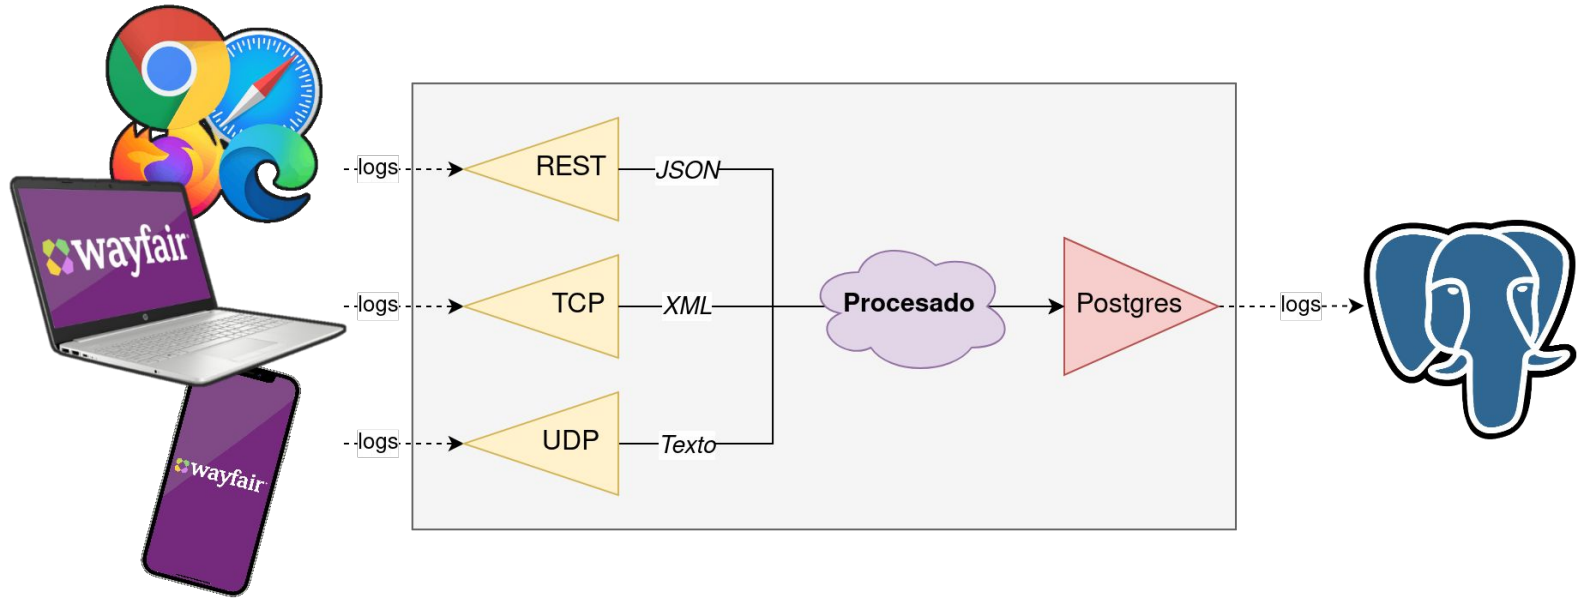 logs
REST
JSON
wayfair
logs
TCP
XML
Procesado
Postgres
logs
logs
UDP
Texto
wayfair